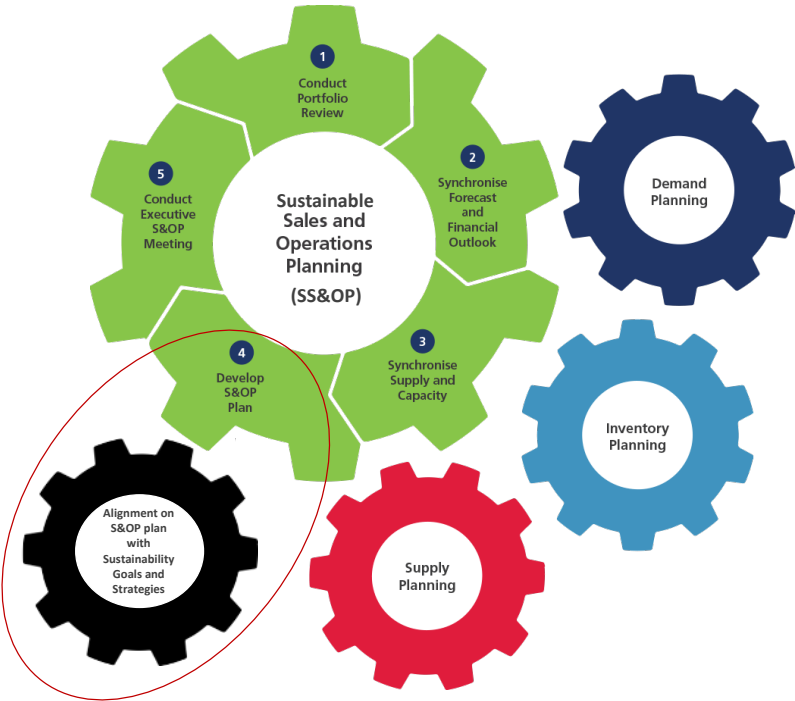 1
Conduct
Portfolio
Review
2
Synchronise
Forecast
and
Financial
Outlook
3
Synchronise
Supply and
Capacity
4
Develop
S&OP
Plan
5
Conduct
Executive
S&OP
Meeting
Sustainable
Sales and
Operations
Planning
(SS&OP)
Demand
Planning
Inventory
Planning
Supply
Planning
Alignment on
S&OP plan
with
Sustainability
Goals and
Strategies